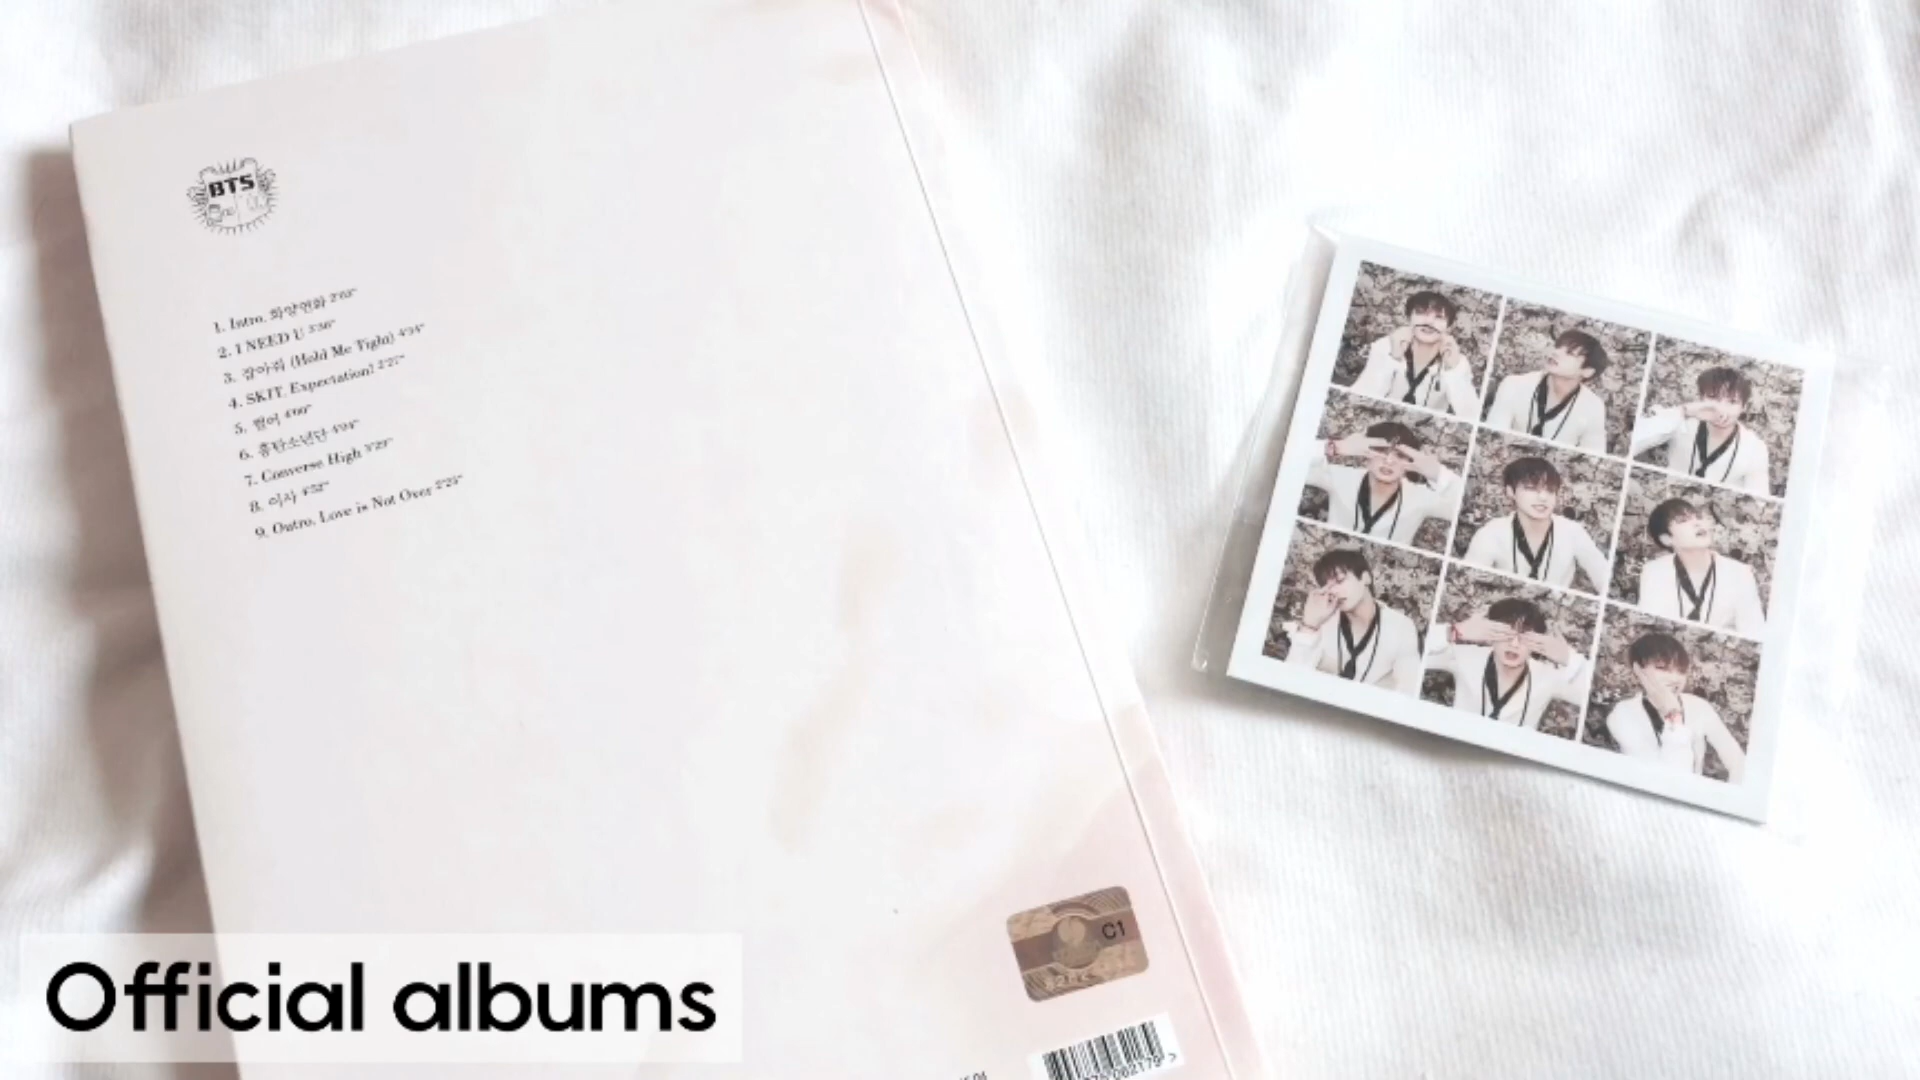 BTS
1. Intro. 화양연화 2'03"
2. I NEED U 3'30"
3. 잡아줘 (Hold Me Tight) 4'34"
4. SKIT. Expectation! 2'27"
5. 쩔어 4'00"
6. 흥탄소년단 4'04"
7. Converse High 3'29"
8. 이사 4'32"
9. Outro. Love is Not Over 2'23"
C1
Official albums